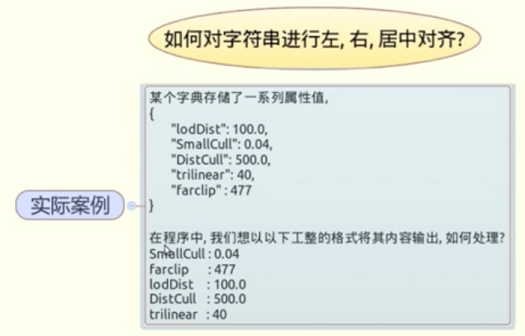 如何对字符串进行左, 右, 居中对齐?
某个字典存储了一系列属性值,
{
"lodDist": 100.0,
"SmallCull": 0.04,
"DistCull": 500.0,
"trilinear": 40,
"farclip" : 477
}
实际案例
在程序中, 我们想以以下工整的格式将其内容输出, 如何处理?
SmallCull : 0.04
farclip : 477
lodDist : 100.0
DistCull : 500.0
trilinear : 40